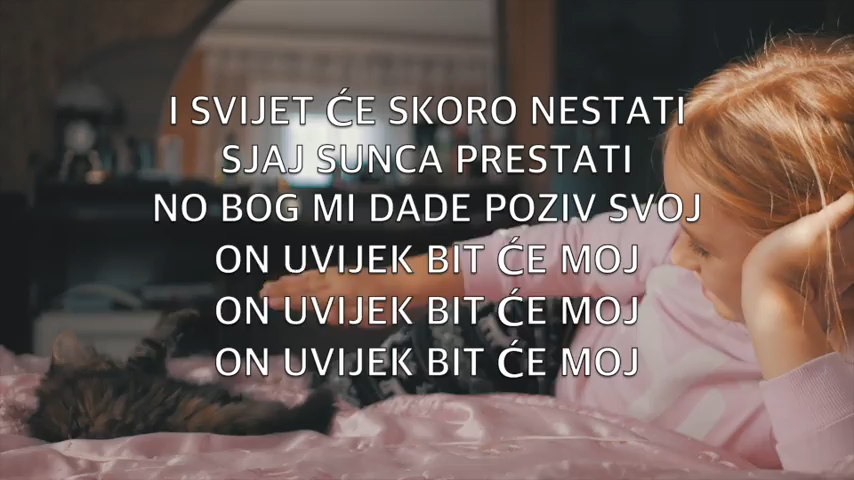 I SVIJET ĆE SKORO NESTATI
SJAJ SUNCA PRESTATI
NO BOG MI DADE POZIV SVOJ
ON UVIJEK BIT ĆE MOJ
ON UVIJEK BIT ĆE MOJ
ON UVIJEK BIT ĆE MOJ